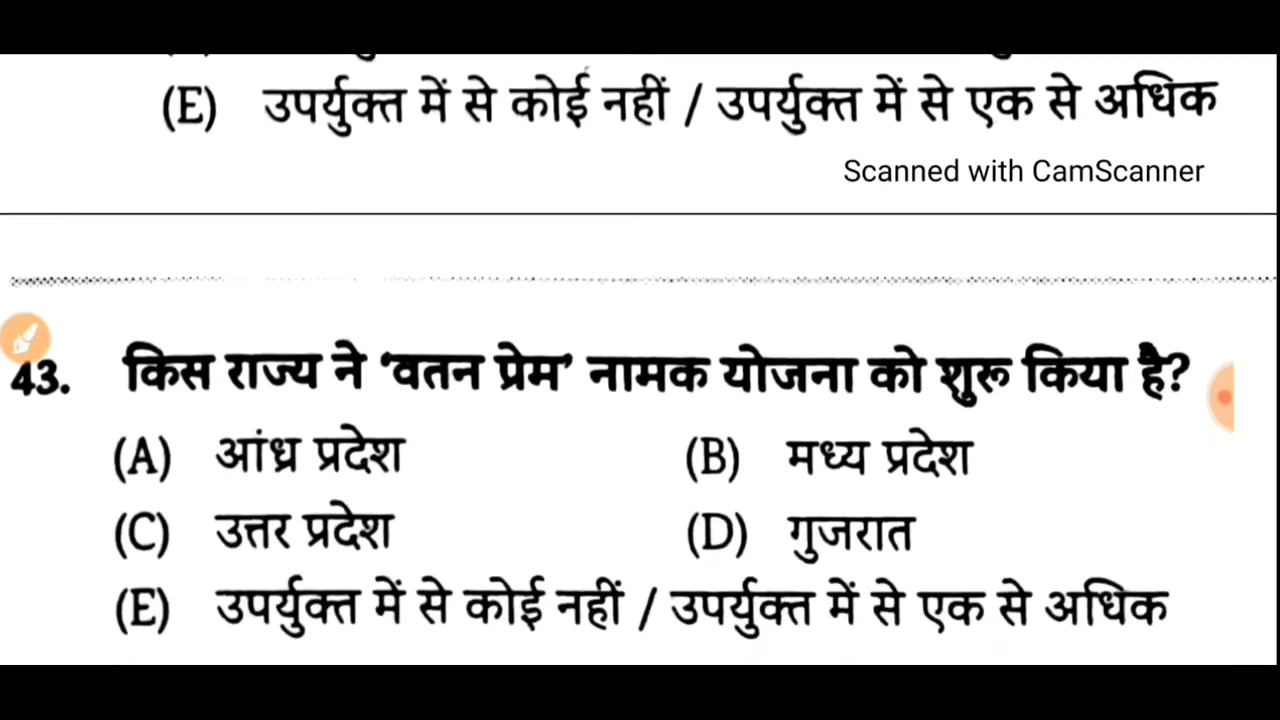 (E) उपर्युक्त में से कोई नहीं / उपर्युक्त में से एक से अधिक
Scanned with CamScanner
43. किस राज्य ने ‘वतन प्रेम’ नामक योजना को शुरू किया है?
(A) आंध्र प्रदेश (B) मध्य प्रदेश
(C) उत्तर प्रदेश (D) गुजरात
(E) उपर्युक्त में से कोई नहीं / उपर्युक्त में से एक से अधिक